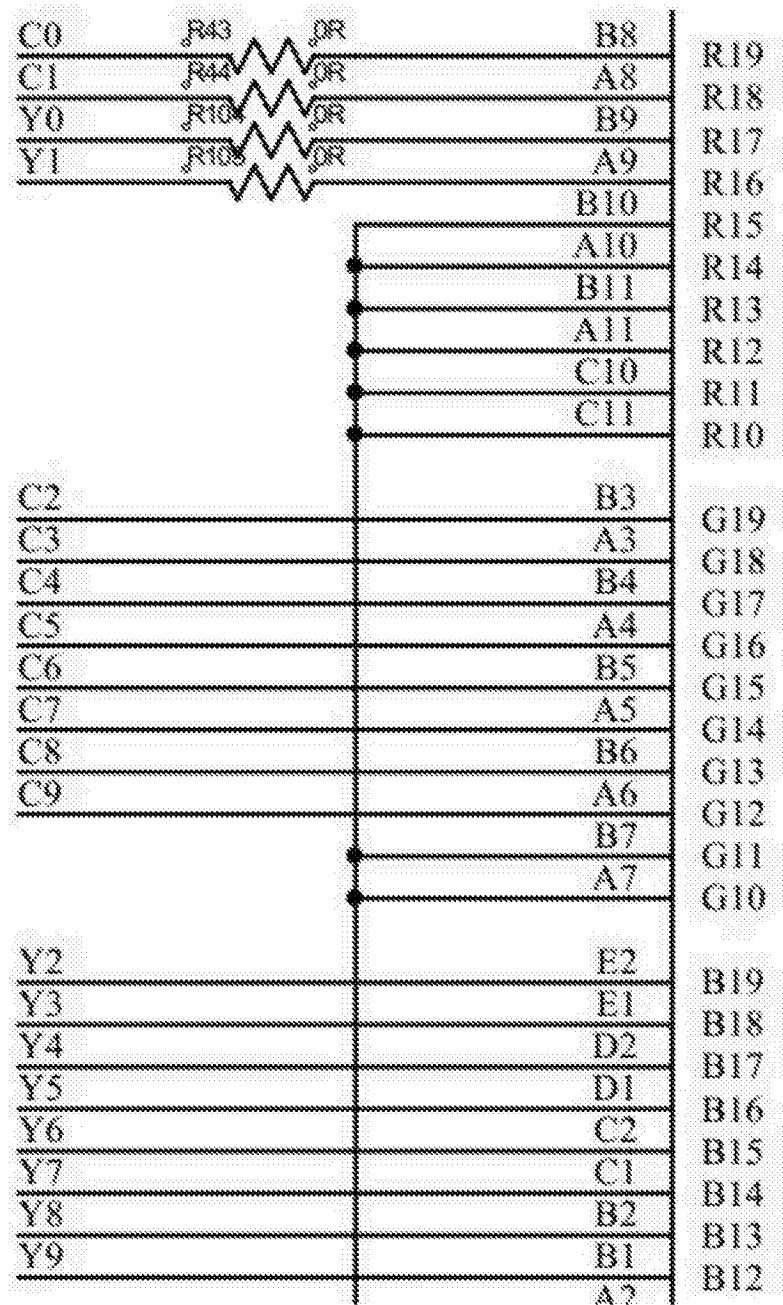 C0 R43 0R B8 R19
C1 R44 0R A8 R18
Y0 R104 0R B9 R17
Y1 R105 0R A9 R16
B10 R15
A10 R14
B11 R13
A11 R12
C10 R11
C11 R10
C2 B3 G19
C3 A3 G18
C4 B4 G17
C5 A4 G16
C6 B5 G15
C7 A5 G14
C8 B6 G13
C9 A6 G12
B7 G11
A7 G10
Y2 E2 B19
Y3 E1 B18
Y4 D2 B17
Y5 D1 B16
Y6 C2 B15
Y7 C1 B14
Y8 B2 B13
Y9 B1 B12
A2